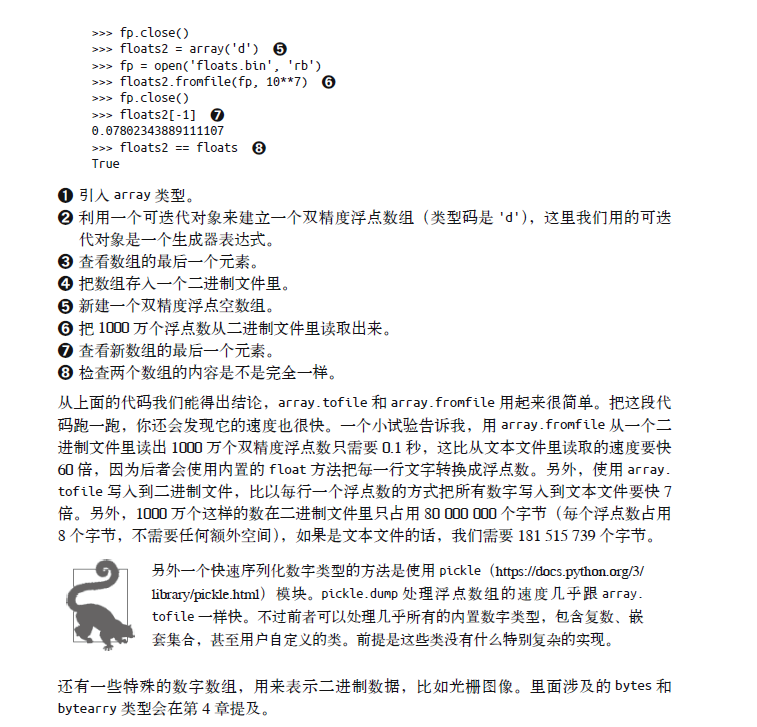 >>> fp.close()
>>> floats2 = array('d') ❺
>>> fp = open('floats.bin', 'rb')
>>> floats2.fromfile(fp, 10**7) ❻
>>> fp.close()
>>> floats2[-1] ❼
0.07802343889111107
>>> floats2 == floats ❽
True
❶ 引入 array 类型。
❷ 利用一个可迭代对象来建立一个双精度浮点数组（类型码是 'd'），这里我们用的可迭
代对象是一个生成器表达式。
❸ 查看数组的最后一个元素。
❹ 把数组存入一个二进制文件里。
❺ 新建一个双精度浮点空数组。
❻ 把 1000 万个浮点数从二进制文件里读取出来。
❼ 查看新数组的最后一个元素。
❽ 检查两个数组的内容是不是完全一样。
从上面的代码我们能得出结论，array.tofile 和 array.fromfile 用起来很简单。把这段代
码跑一跑，你还会发现它的速度也很快。一个小试验告诉我，用 array.fromfile 从一个二
进制文件里读出 1000 万个双精度浮点数只需要 0.1 秒，这比从文本文件里读取的速度要快
60 倍，因为后者会使用内置的 float 方法把每一行文字转换成浮点数。另外，使用 array.
tofile 写入到二进制文件，比以每行一个浮点数的方式把所有数字写入到文本文件要快 7
倍。另外，1000 万个这样的数在二进制文件里只占用 80 000 000 个字节（每个浮点数占用
8 个字节，不需要任何额外空间），如果是文本文件的话，我们需要 181 515 739 个字节。
另外一个快速序列化数字类型的方法是使用 pickle（https://docs.python.org/3/
library/pickle.html）模块。pickle.dump 处理浮点数组的速度几乎跟 array.
tofile 一样快。不过前者可以处理几乎所有的内置数字类型，包含复数、嵌
套集合，甚至用户自定义的类。前提是这些类没有什么特别复杂的实现。
还有一些特殊的数字数组，用来表示二进制数据，比如光栅图像。里面涉及的 bytes 和
bytearry 类型会在第 4 章提及。